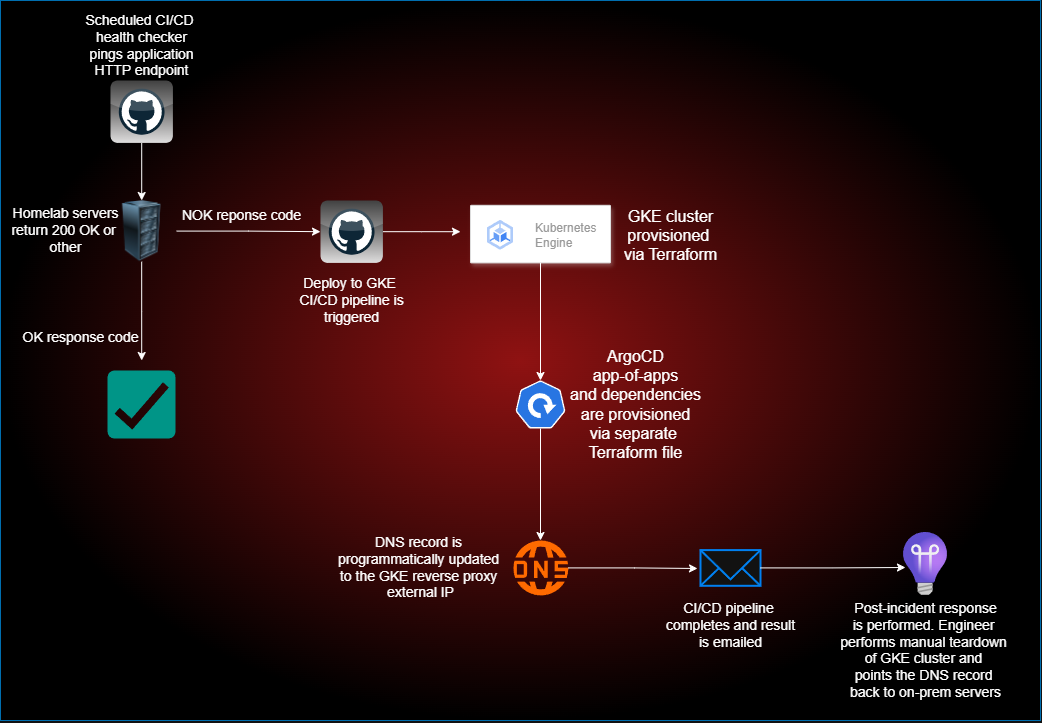 Scheduled CI/CD
health checker
pings application
HTTP endpoint
Homelab servers
return 200 OK or
other
NOK reponse code
Deploy to GKE
CI/CD pipeline is
triggered
Kubernetes
Engine
GKE cluster
provisioned
via Terraform
OK response code
ArgoCD
app-of-apps
and dependencies
are provisioned
via separate
Terraform file
DNS record is
programmatically updated
to the GKE reverse proxy
external IP
DNS
CI/CD pipeline
completes and result
is emailed
Post-incident response
is performed. Engineer
performs manual teardown
of GKE cluster and
points the DNS record
back to on-prem servers